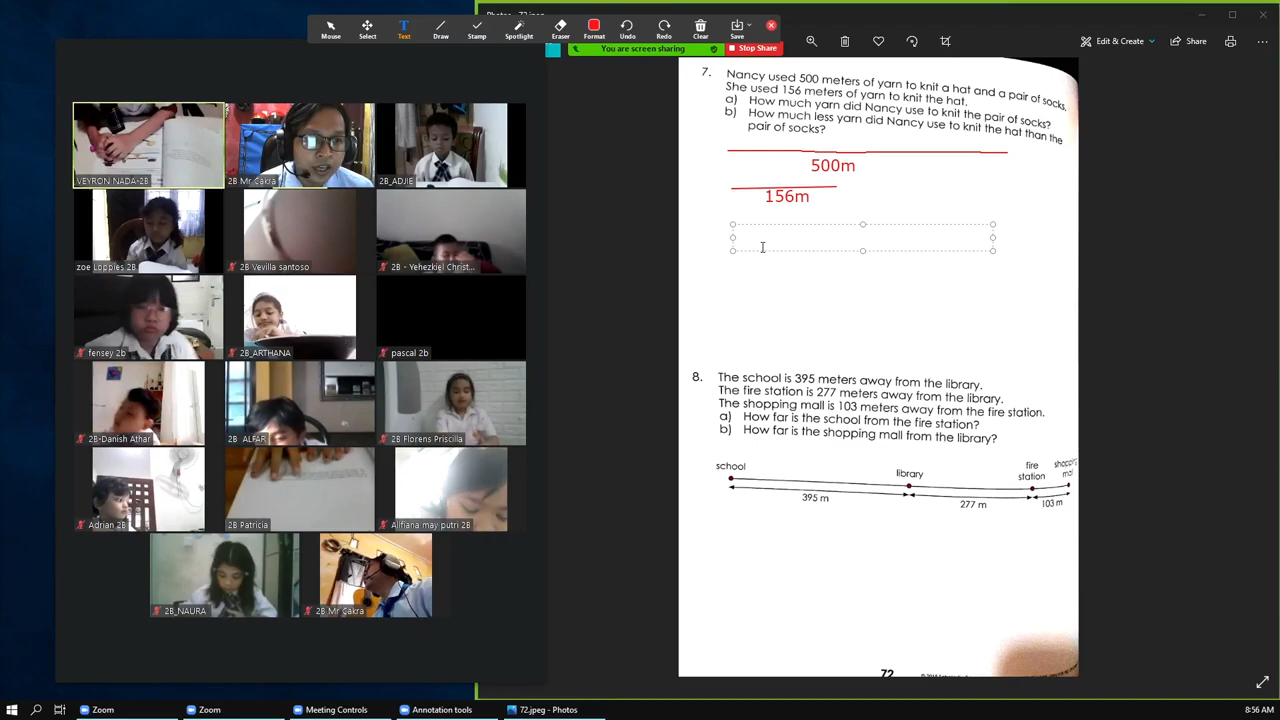 Photos - 72.jpeg
Mouse
Select
Text
Draw
Stamp
Spotlight
Eraser
Format
Undo
Redo
Clear
Save
You are screen sharing
Stop Share
Edit & Create
Share
VEYRON NADA-2B
2B Mr Cakra
2B_ADJIE
zoe Loppies 2B
2B Vevilla santoso
2B - Yehezkiel Christ...
fensey 2b
2B_ARTHANA
pascal 2b
2B-Danish Athar
2B_ALFAR
2B Florens Priscilla
Adrian 2B
2B Patricia
Alifiana may putri 2B
2B_NAURA
2B Mr Cakra
7. Nancy used 500 meters of yarn to knit a hat and a pair of socks.
She used 156 meters of yarn to knit the hat.
a) How much yarn did Nancy use to knit the pair of socks?
b) How much less yarn did Nancy use to knit the hat than the
pair of socks?
500m
156m
8. The school is 395 meters away from the library.
The fire station is 277 meters away from the library.
The shopping mall is 103 meters away from the fire station.
a) How far is the school from the fire station?
b) How far is the shopping mall from the library?
school
library
fire
station
395 m
277 m
103 m
72
Zoom
Zoom
Meeting Controls
Annotation tools
72.jpeg - Photos
8:56 AM